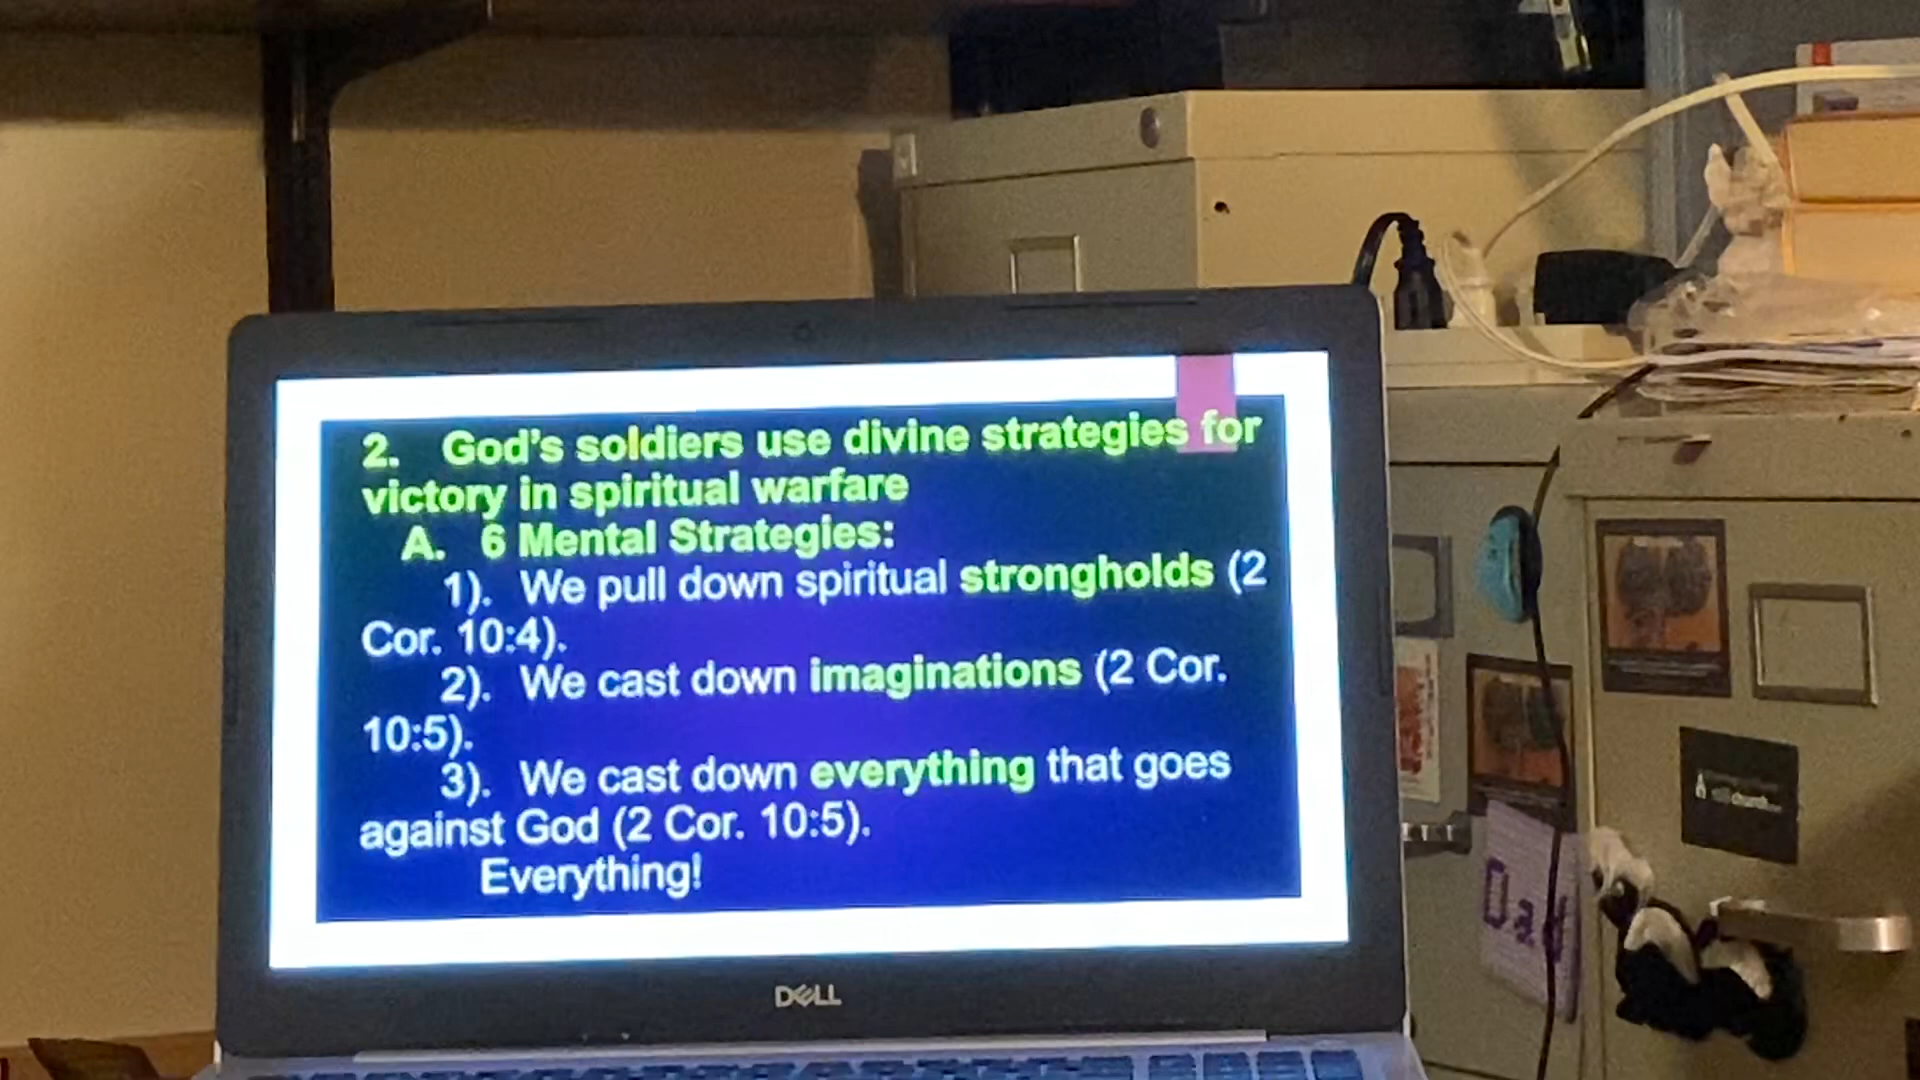 2. God's soldiers use divine strategies for
victory in spiritual warfare
A. 6 Mental Strategies:
1). We pull down spiritual strongholds (2
Cor. 10:4).
2). We cast down imaginations (2 Cor.
10:5).
3). We cast down everything that goes
against God (2 Cor. 10:5).
Everything!
DELL
Dad